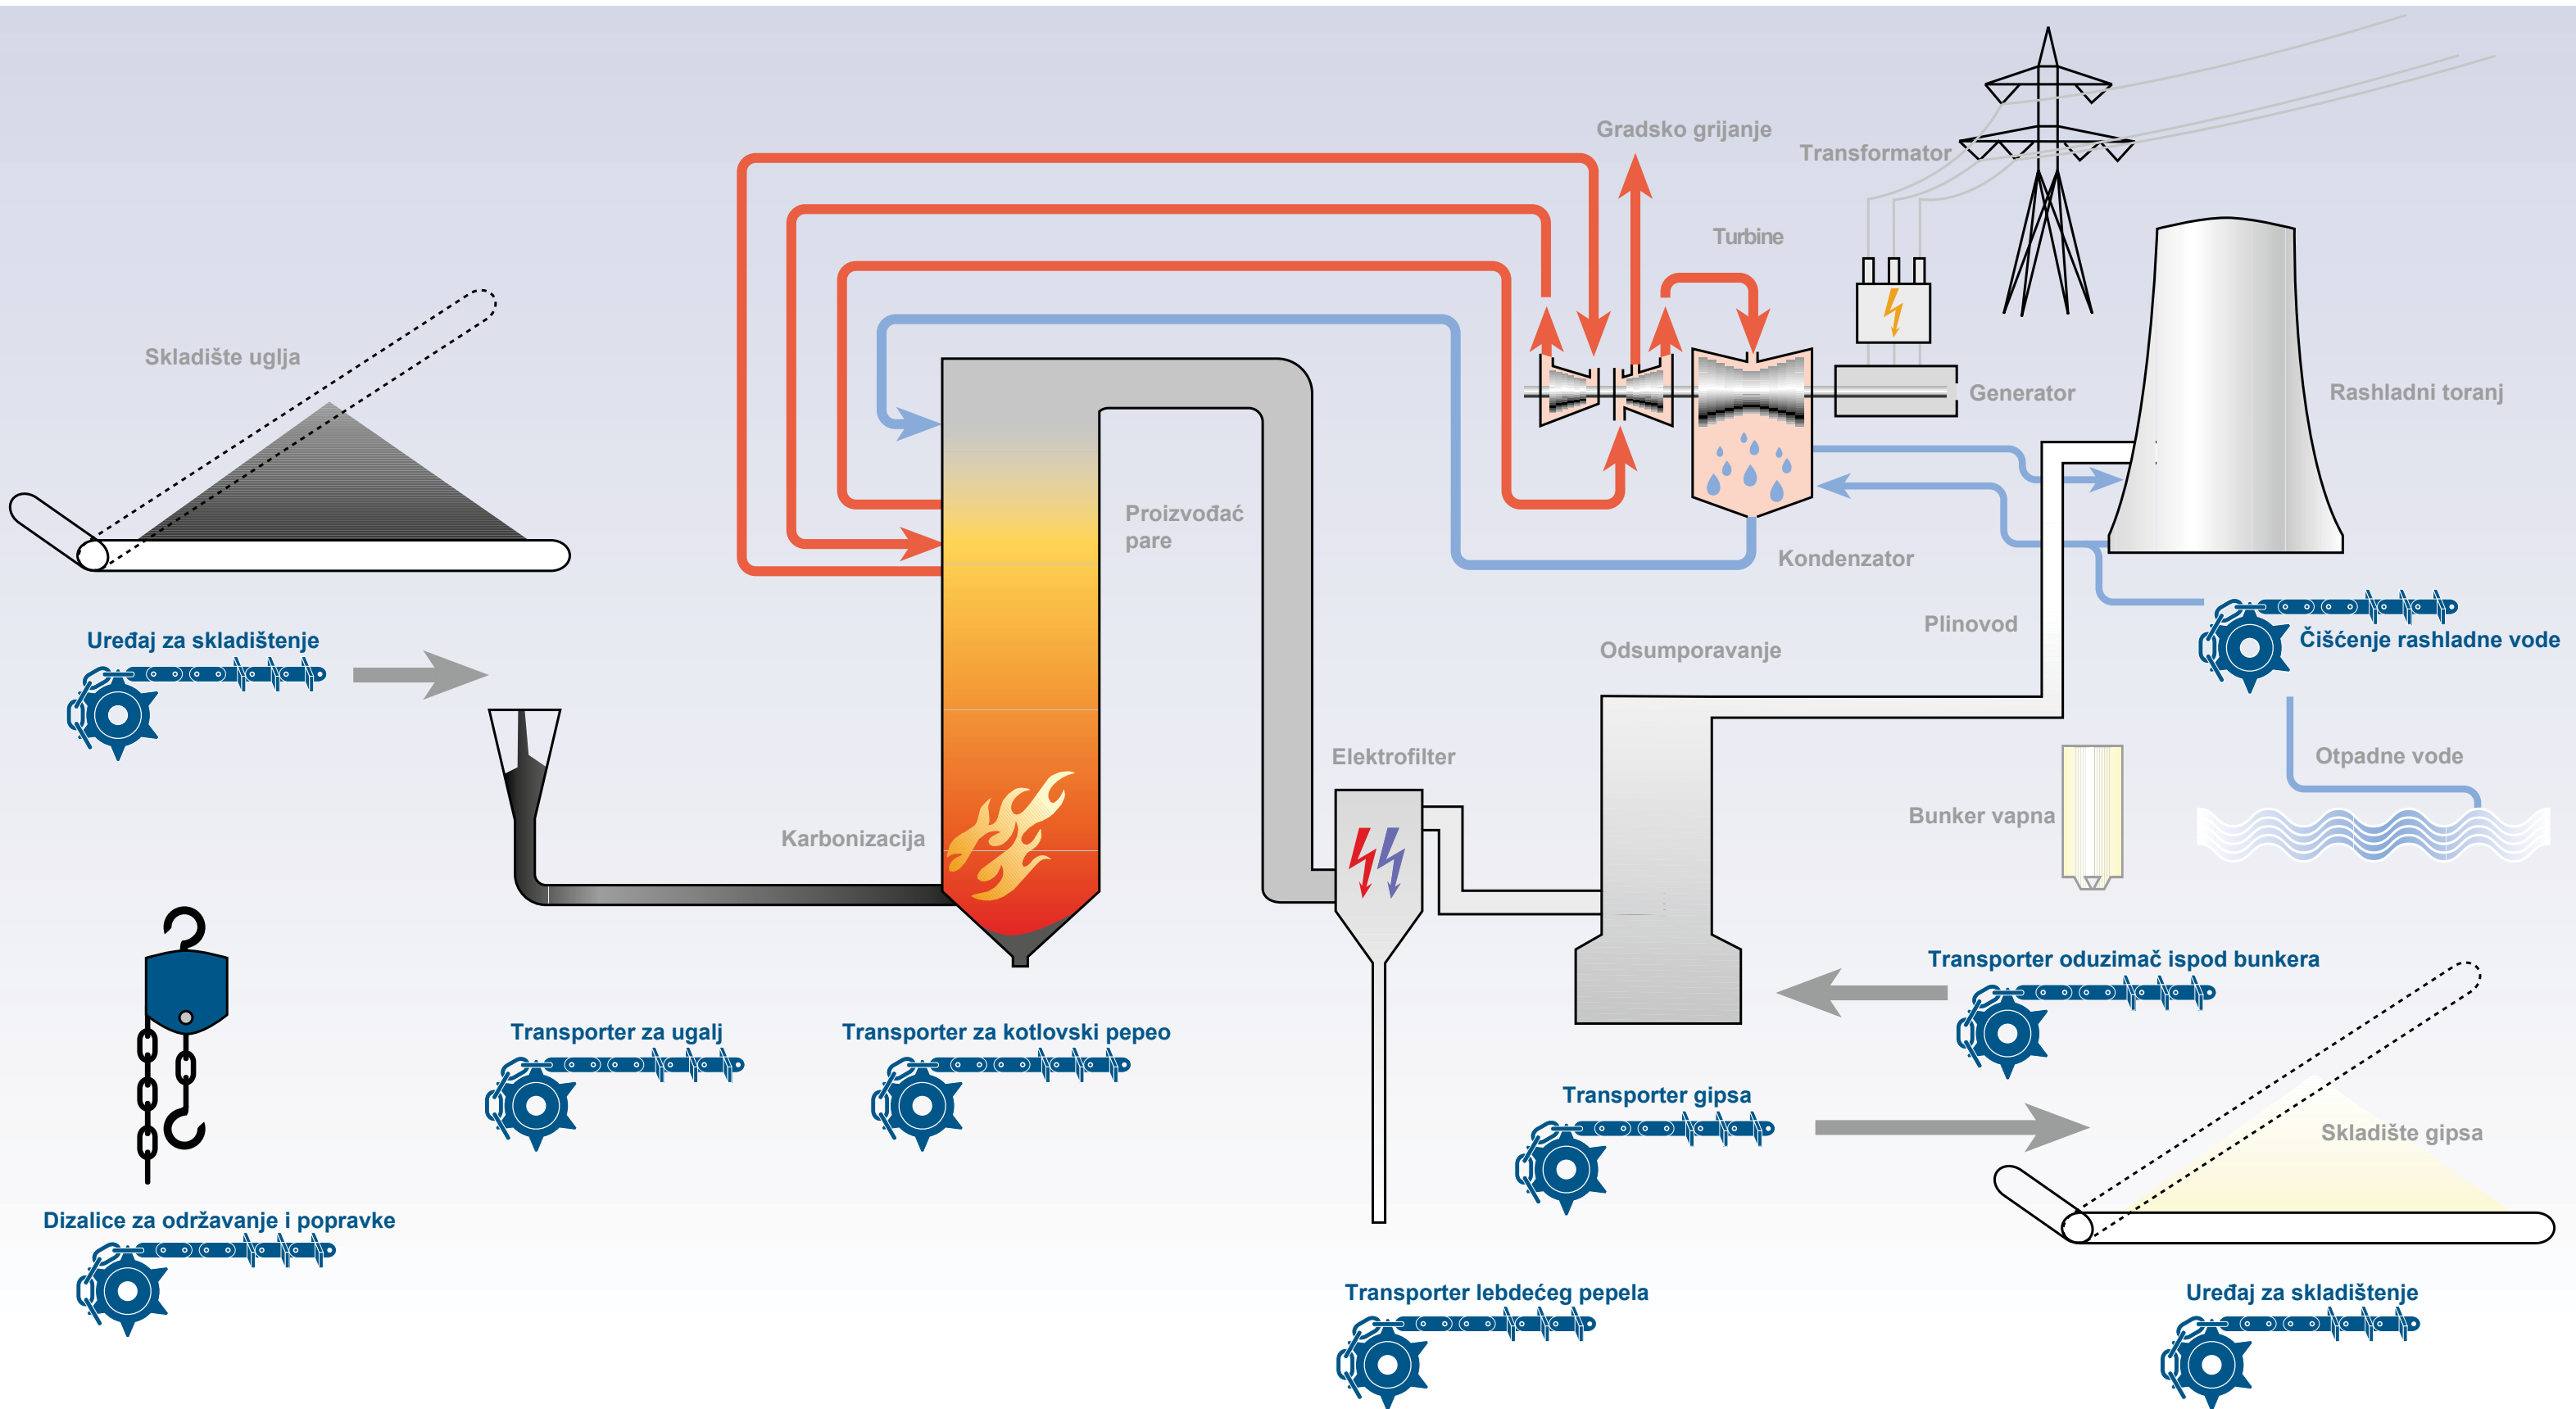 Gradsko grijanje
Transformator
Turbine
Skladište uglja
Generator
Rashladni toranj
Proizvođač
pare
Kondenzator
Plinovod
Uređaj za skladištenje
Odsumporavanje
Čišćenje rashladne vode
Elektrofilter
Otpadne vode
Bunker vapna
Karbonizacija
Transporter oduzimač ispod bunkera
Transporter za ugalj
Transporter za kotlovski pepeo
Transporter gipsa
Skladište gipsa
Dizalice za održavanje i popravke
Transporter lebdećeg pepela
Uređaj za skladištenje